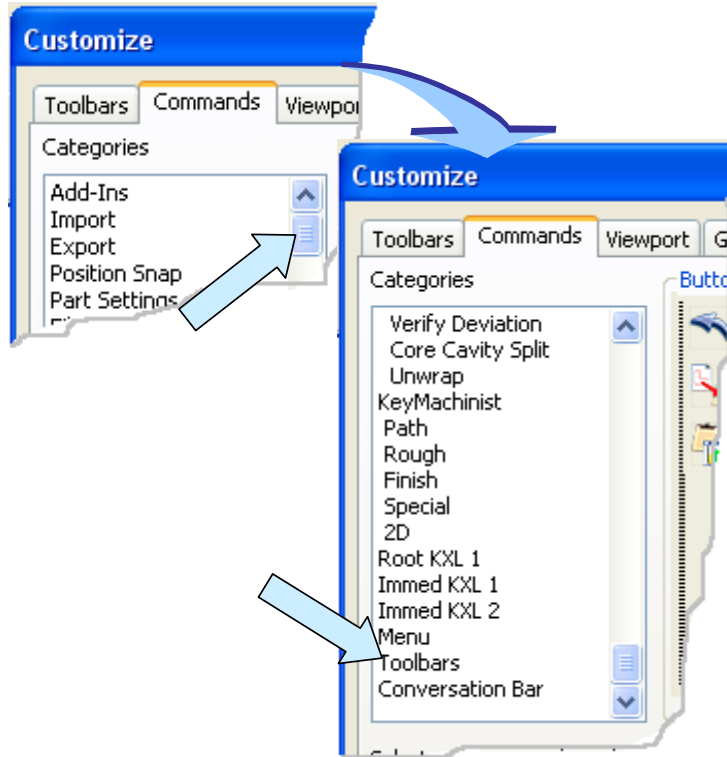 Customize
Toolbars Commands Viewpo
Categories
Add-Ins
Import
Export
Position Snap
Part Settings
Customize
Toolbars Commands Viewport G
Categories
Butto
Verify Deviation
Core Cavity Split
Unwrap
KeyMachinist
Path
Rough
Finish
Special
2D
Root KXL 1
Immed KXL 1
Immed KXL 2
Menu
Toolbars
Conversation Bar